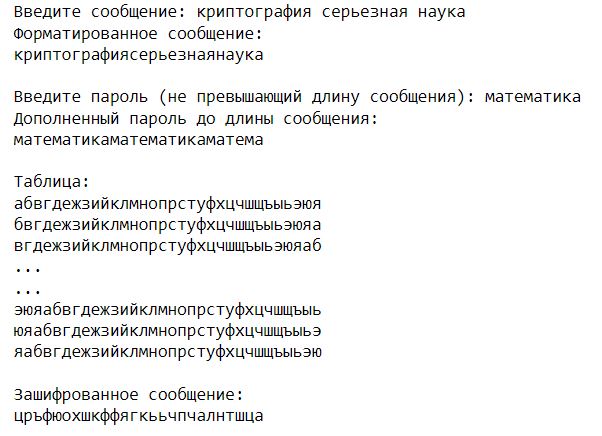 Введите сообщение: криптография серьезная наука
Форматированное сообщение:
криптографиясерьезнаянаука
Введите пароль (не превышающий длину сообщения): математика
Дополненный пароль до длины сообщения:
математикаматематикаматема
Таблица:
абвгдежзийклмнопрстуфхцчшщъыьэюя
бвгдежзийклмнопрстуфхцчшщъыьэюяа
вгдежзийклмнопрстуфхцчшщъыьэюяаб
...
...
эюяабвгдежзийклмнопрстуфхцчшщъыь
юяабвгдежзийклмнопрстуфхцчшщъыьэ
яабвгдежзийклмнопрстуфхцчшщъыьэю
Зашифрованное сообщение:
цръфюохшкффягкььчпчалнтшца